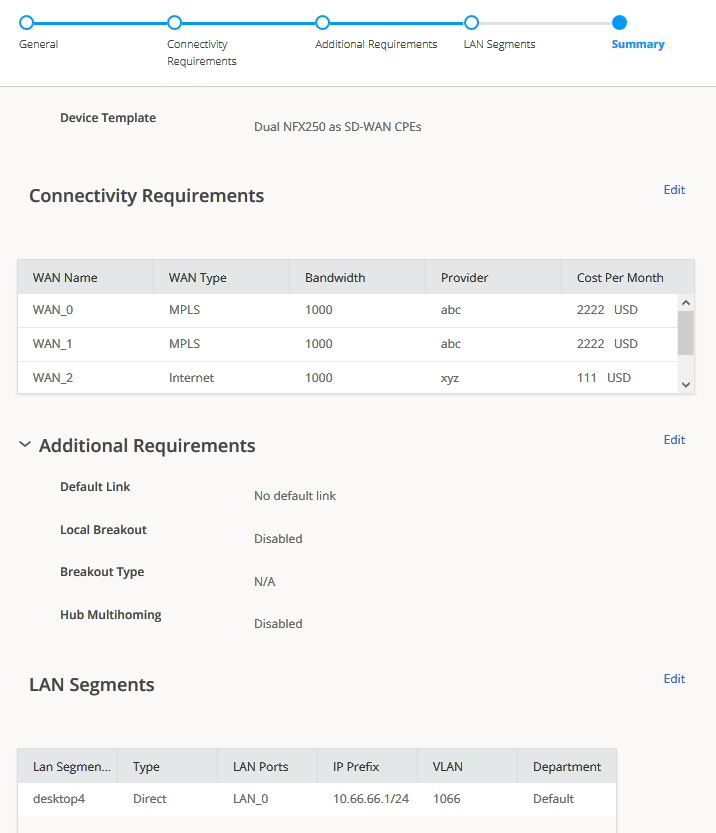 General
Connectivity
Requirements
Additional Requirements
LAN Segments
Summary
Device Template
Dual NFX250 as SD-WAN CPEs
Connectivity Requirements
Edit
WAN Name WAN Type Bandwidth Provider Cost Per Month
WAN_0 MPLS 1000 abc 2222 USD
WAN_1 MPLS 1000 abc 2222 USD
WAN_2 Internet 1000 xyz 111 USD
Additional Requirements
Edit
Default Link
No default link
Local Breakout
Disabled
Breakout Type
N/A
Hub Multihoming
Disabled
LAN Segments
Edit
Lan Segmen... Type LAN Ports IP Prefix VLAN Department
desktop4 Direct LAN_0 10.66.66.1/24 1066 Default